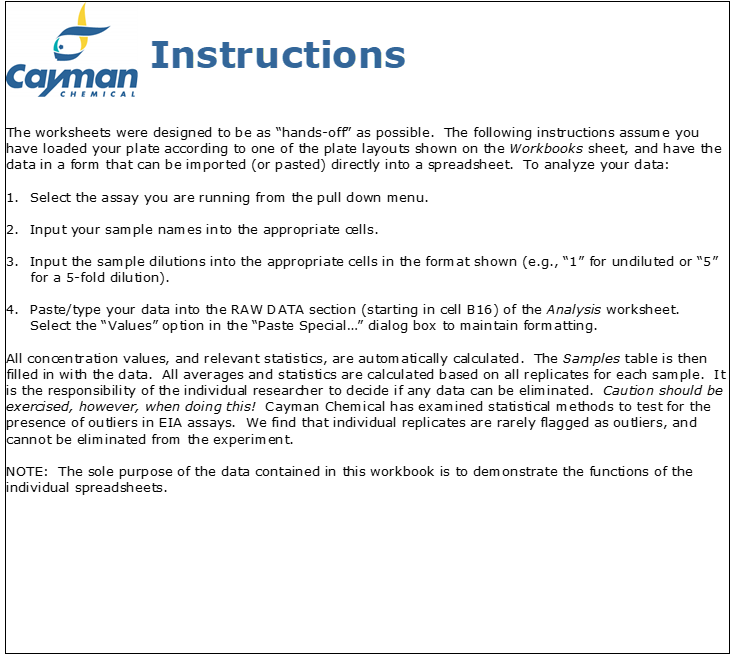 Cayman
CHEMICAL
Instructions
The worksheets were designed to be as “hands-off” as possible.  The following instructions assume you
have loaded your plate according to one of the plate layouts shown on the Workbooks sheet, and have the
data in a form that can be imported (or pasted) directly into a spreadsheet.  To analyze your data:
1.  Select the assay you are running from the pull down menu.
2.  Input your sample names into the appropriate cells.
3.  Input the sample dilutions into the appropriate cells in the format shown (e.g., “1” for undiluted or “5”
for a 5-fold dilution).
4.  Paste/type your data into the RAW DATA section (starting in cell B16) of the Analysis worksheet.
Select the “Values” option in the “Paste Special…” dialog box to maintain formatting.
All concentration values, and relevant statistics, are automatically calculated.  The Samples table is then
filled in with the data.  All averages and statistics are calculated based on all replicates for each sample.  It
is the responsibility of the individual researcher to decide if any data can be eliminated.  Caution should be
exercised, however, when doing this!  Cayman Chemical has examined statistical methods to test for the
presence of outliers in EIA assays.  We find that individual replicates are rarely flagged as outliers, and
cannot be eliminated from the experiment.
NOTE:  The sole purpose of the data contained in this workbook is to demonstrate the functions of the
individual spreadsheets.